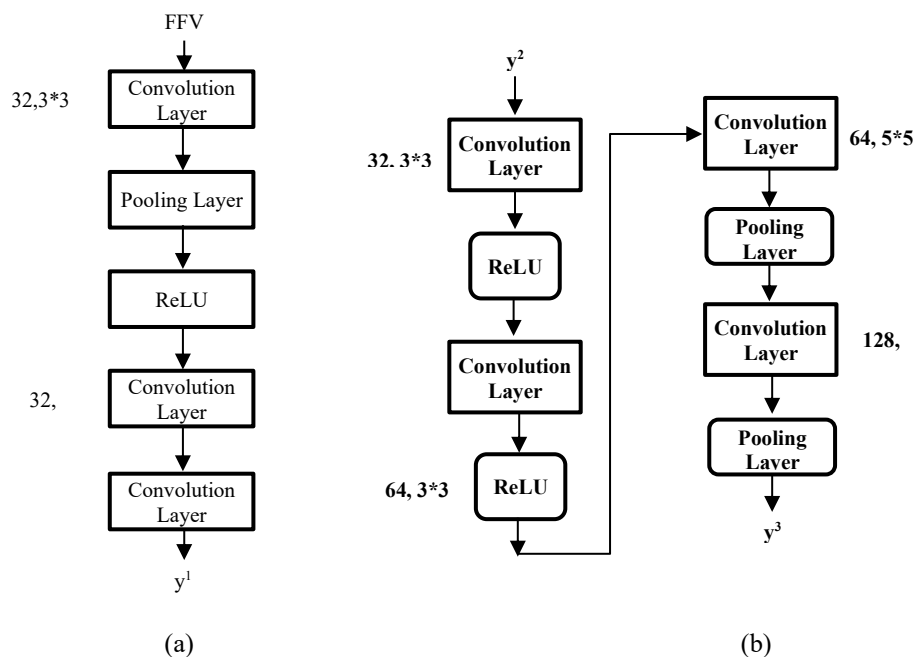 FFV
32,3*3
Convolution
Layer
Pooling Layer
ReLU
32,
Convolution
Layer
Convolution
Layer
y¹
(a)
y²
32, 3*3
Convolution
Layer
ReLU
Convolution
Layer
64, 3*3
ReLU
Convolution
Layer
64, 5*5
Pooling
Layer
Convolution
Layer
128,
Pooling
Layer
y³
(b)